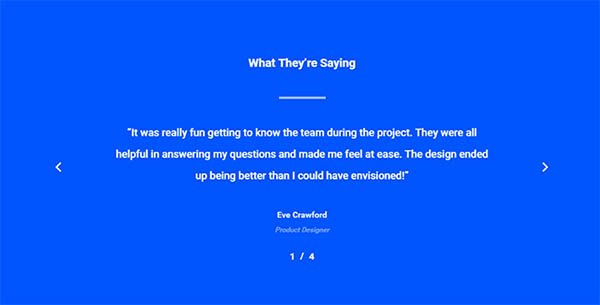 What They’re Saying
“It was really fun getting to know the team during the project. They were all
helpful in answering my questions and made me feel at ease. The design ended
up being better than I could have envisioned!”
Eve Crawford
Product Designer
1 / 4